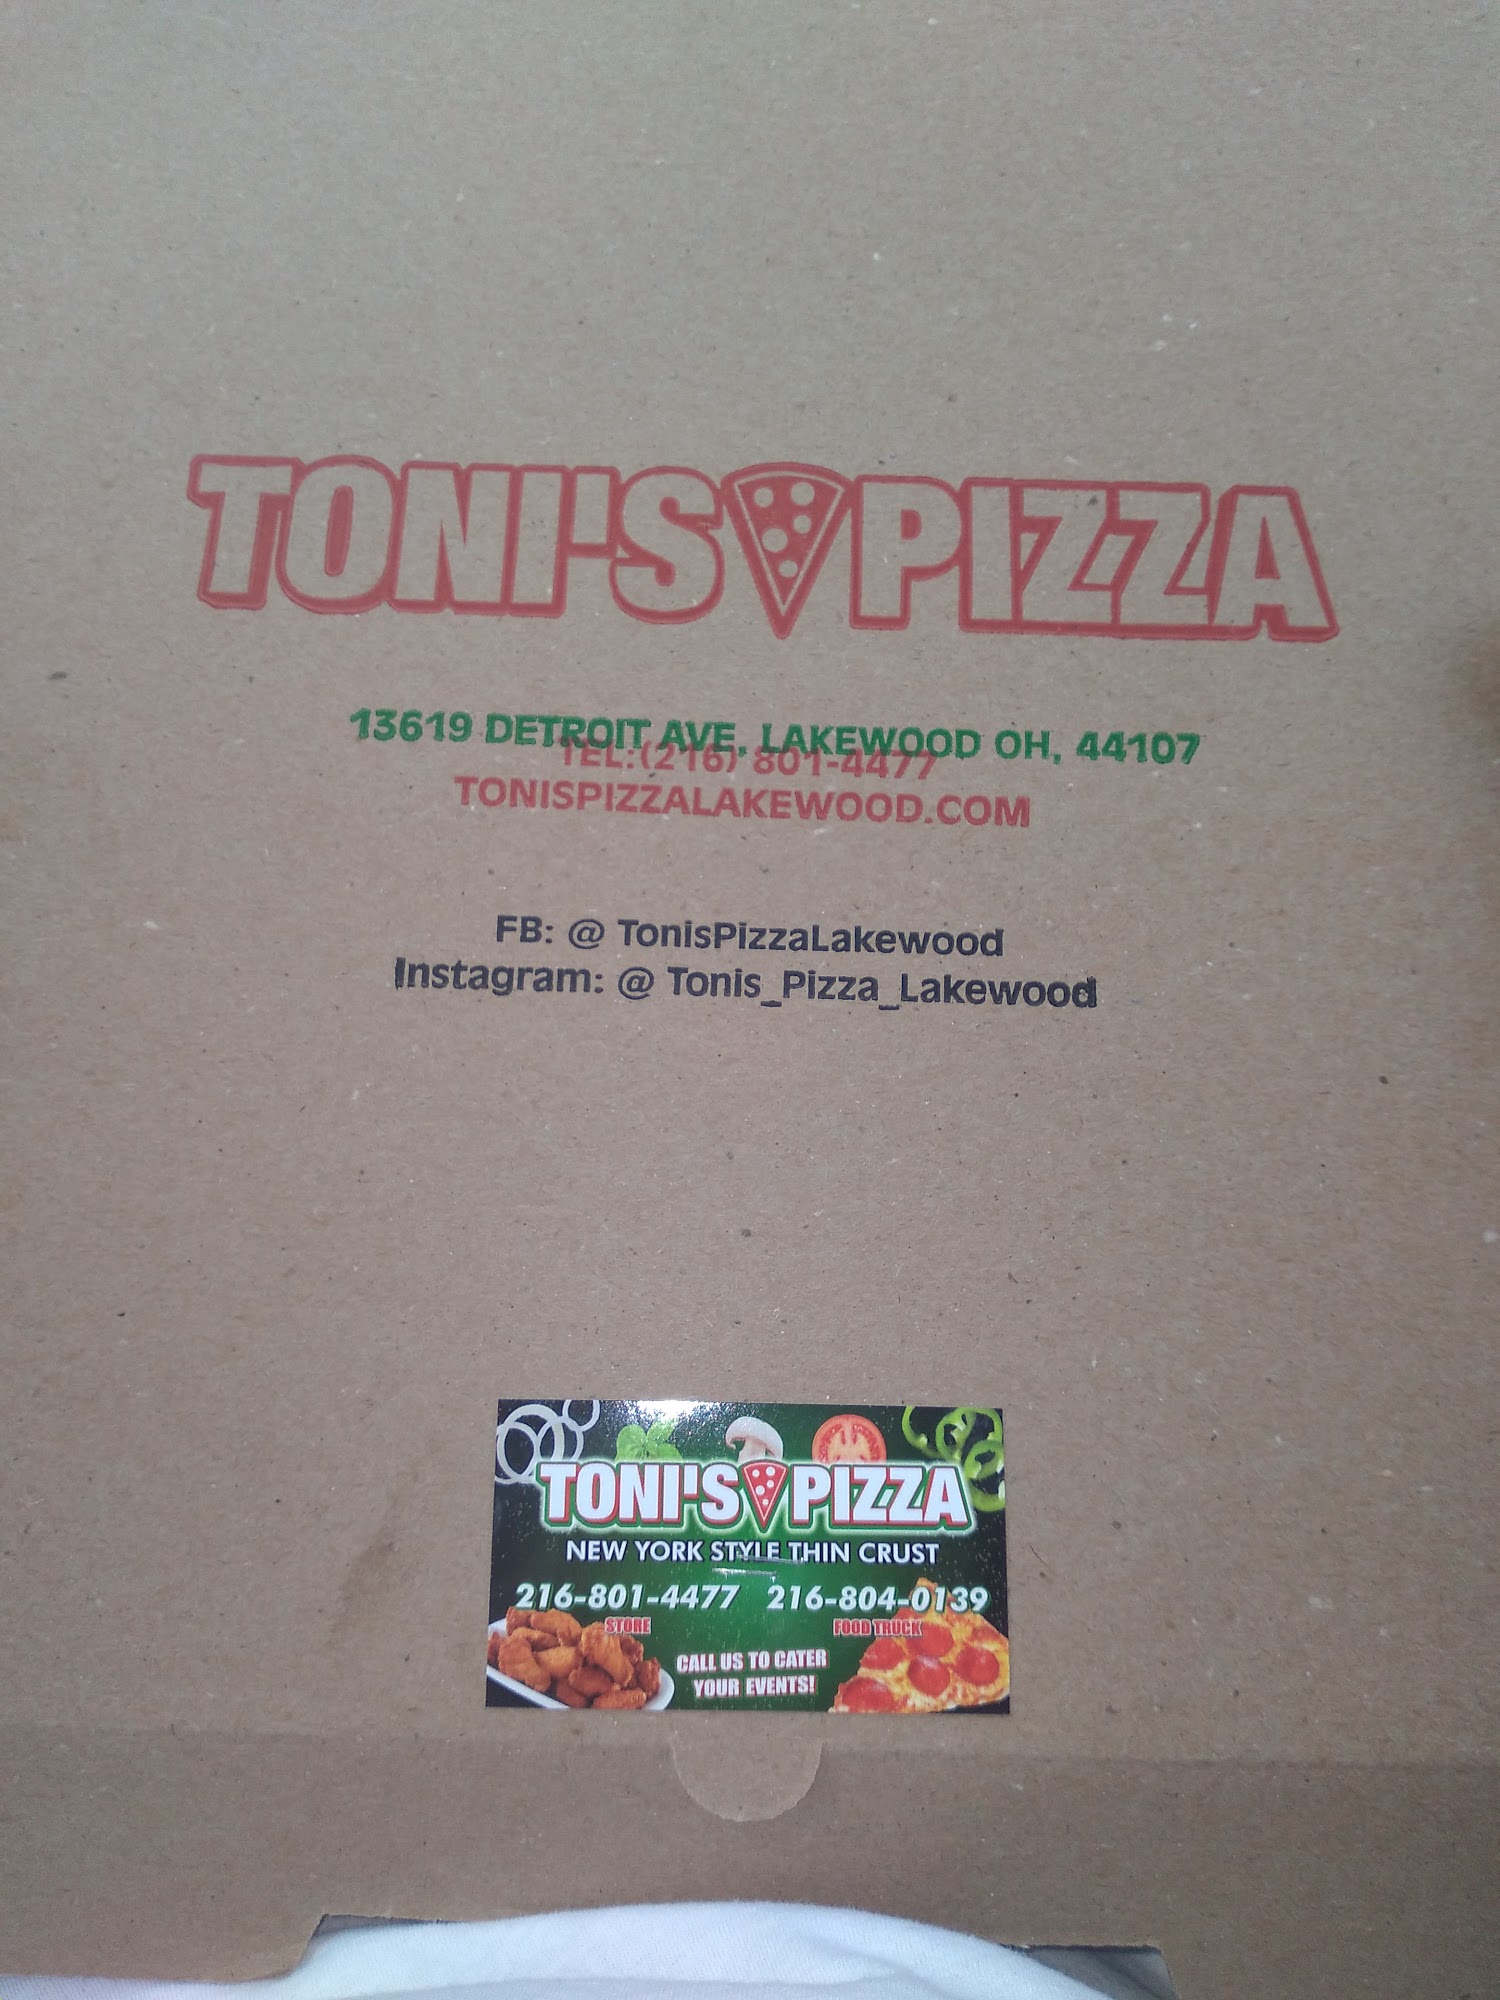 TONI'S PIZZA
13619 DETROIT AVE, LAKEWOOD OH, 44107
TEL:(216) 801-4477
TONISPIZZALAKEWOOD.COM
FB: @ TonisPizzaLakewood
Instagram: @ Tonis_Pizza_Lakewood
TONI'S PIZZA
NEW YORK STYLE THIN CRUST
216-801-4477 216-804-0139
STORE FOOD TRUCK
CALL US TO CATER
YOUR EVENTS!